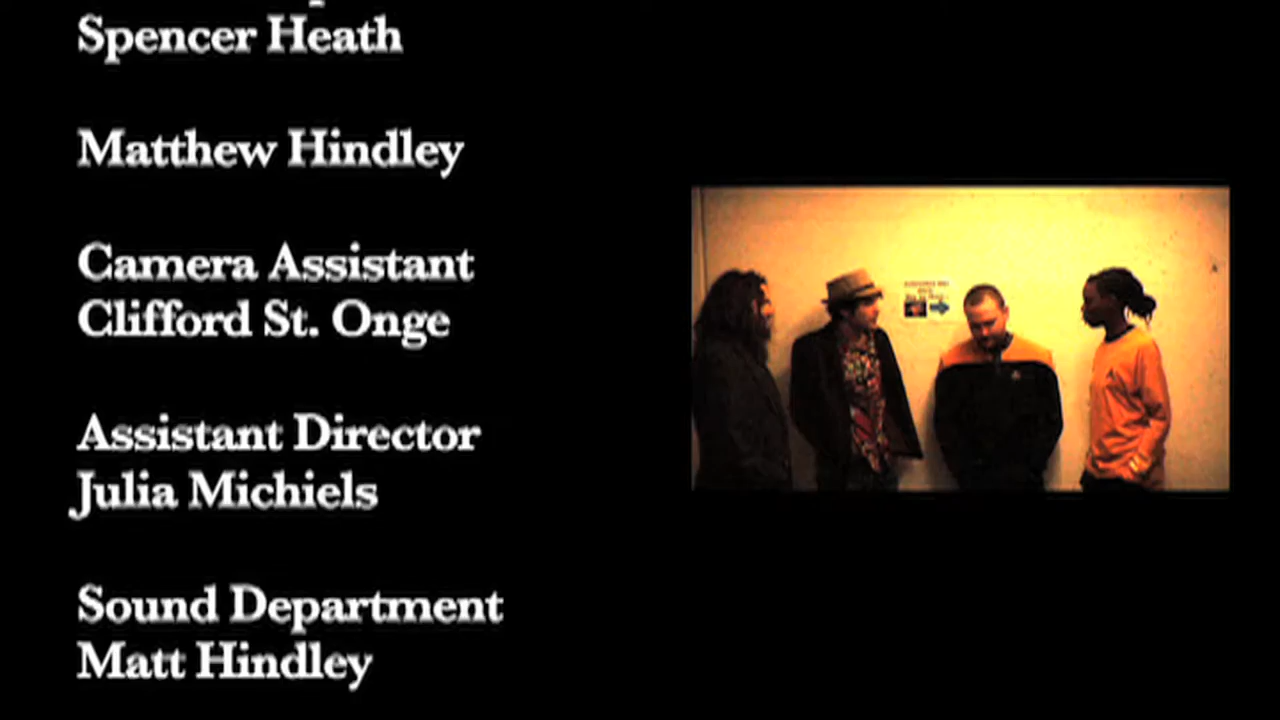 Spencer Heath
Matthew Hindley
Camera Assistant
Clifford St. Onge
Assistant Director
Julia Michiels
Sound Department
Matt Hindley